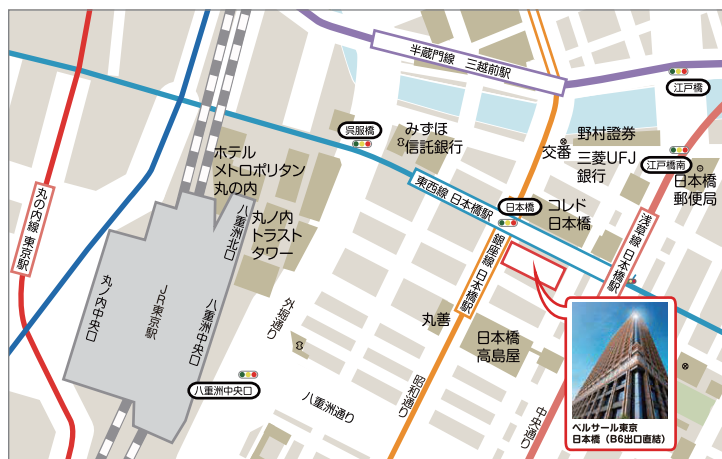 半蔵門線 三越前駅
江戸橋
呉服橋
みずほ
信託銀行
野村證券
交番
三菱UFJ
銀行
江戸橋南
日本橋
郵便局
ホテル
メトロポリタン
丸の内
東西線 日本橋駅
日本橋
コレド
日本橋
丸の内線 東京駅
八重洲北口
丸ノ内
トラスト
タワー
浅草線 日本橋駅
銀座線 日本橋駅
丸ノ内中央口
JR東京駅
八重洲中央口
外堀通り
丸善
日本橋
高島屋
八重洲中央口
八重洲通り
昭和通り
中央通り
ベルサール東京
日本橋（B6出口直結）